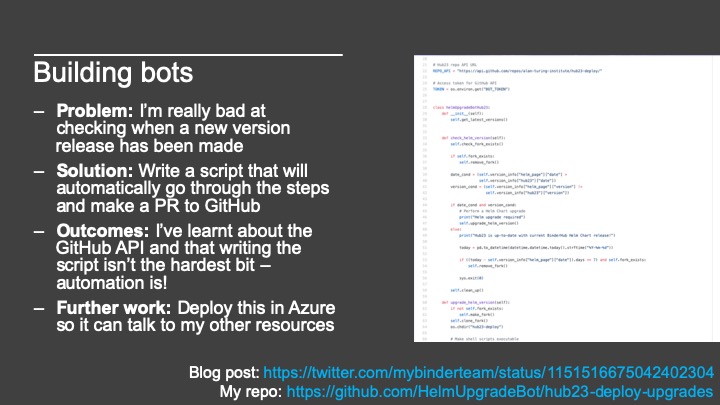 Building bots
– Problem: I’m really bad at
checking when a new version
release has been made
– Solution: Write a script that will
automatically go through the steps
and make a PR to GitHub
– Outcomes: I’ve learnt about the
GitHub API and that writing the
script isn’t the hardest bit –
automation is!
– Further work: Deploy this in Azure
so it can talk to my other resources
# Hub23 repo API URL
REPO_API = "https://api.github.com/repos/alan-turing-institute/hub23-deploy/"
# Access token for GitHub API
TOKEN = os.environ.get("BOT_TOKEN")
class helmUpgradeBotHub23:
def __init__(self):
self.get_latest_versions()
def check_helm_version(self):
self.check_fork_exists()
if self.fork_exists:
self.remove_fork()
date_cond = (self.version_info["helm_page"]["date"] >
self.version_info["hub23"]["date"])
version_cond = (self.version_info["helm_page"]["version"] !=
self.version_info["hub23"]["version"])
if date_cond and version_cond:
# Perform a Helm Chart upgrade
print("Helm upgrade required")
self.upgrade_helm_version()
else:
print("Hub23 is up-to-date with current BinderHub Helm Chart release!")
today = pd.to_datetime(datetime.datetime.today().strftime("%Y-%m-%d"))
if ((today - self.version_info["helm_page"]["date"]).days >= 7) and self.fork_exists:
self.remove_fork()
sys.exit(0)
self.clean_up()
def upgrade_helm_version(self):
if not self.fork_exists:
self.make_fork()
self.clone_fork()
os.chdir("hub23-deploy")
# Make shell scripts executable
Blog post: https://twitter.com/mybinderteam/status/1151516675042402304
My repo: https://github.com/HelmUpgradeBot/hub23-deploy-upgrades